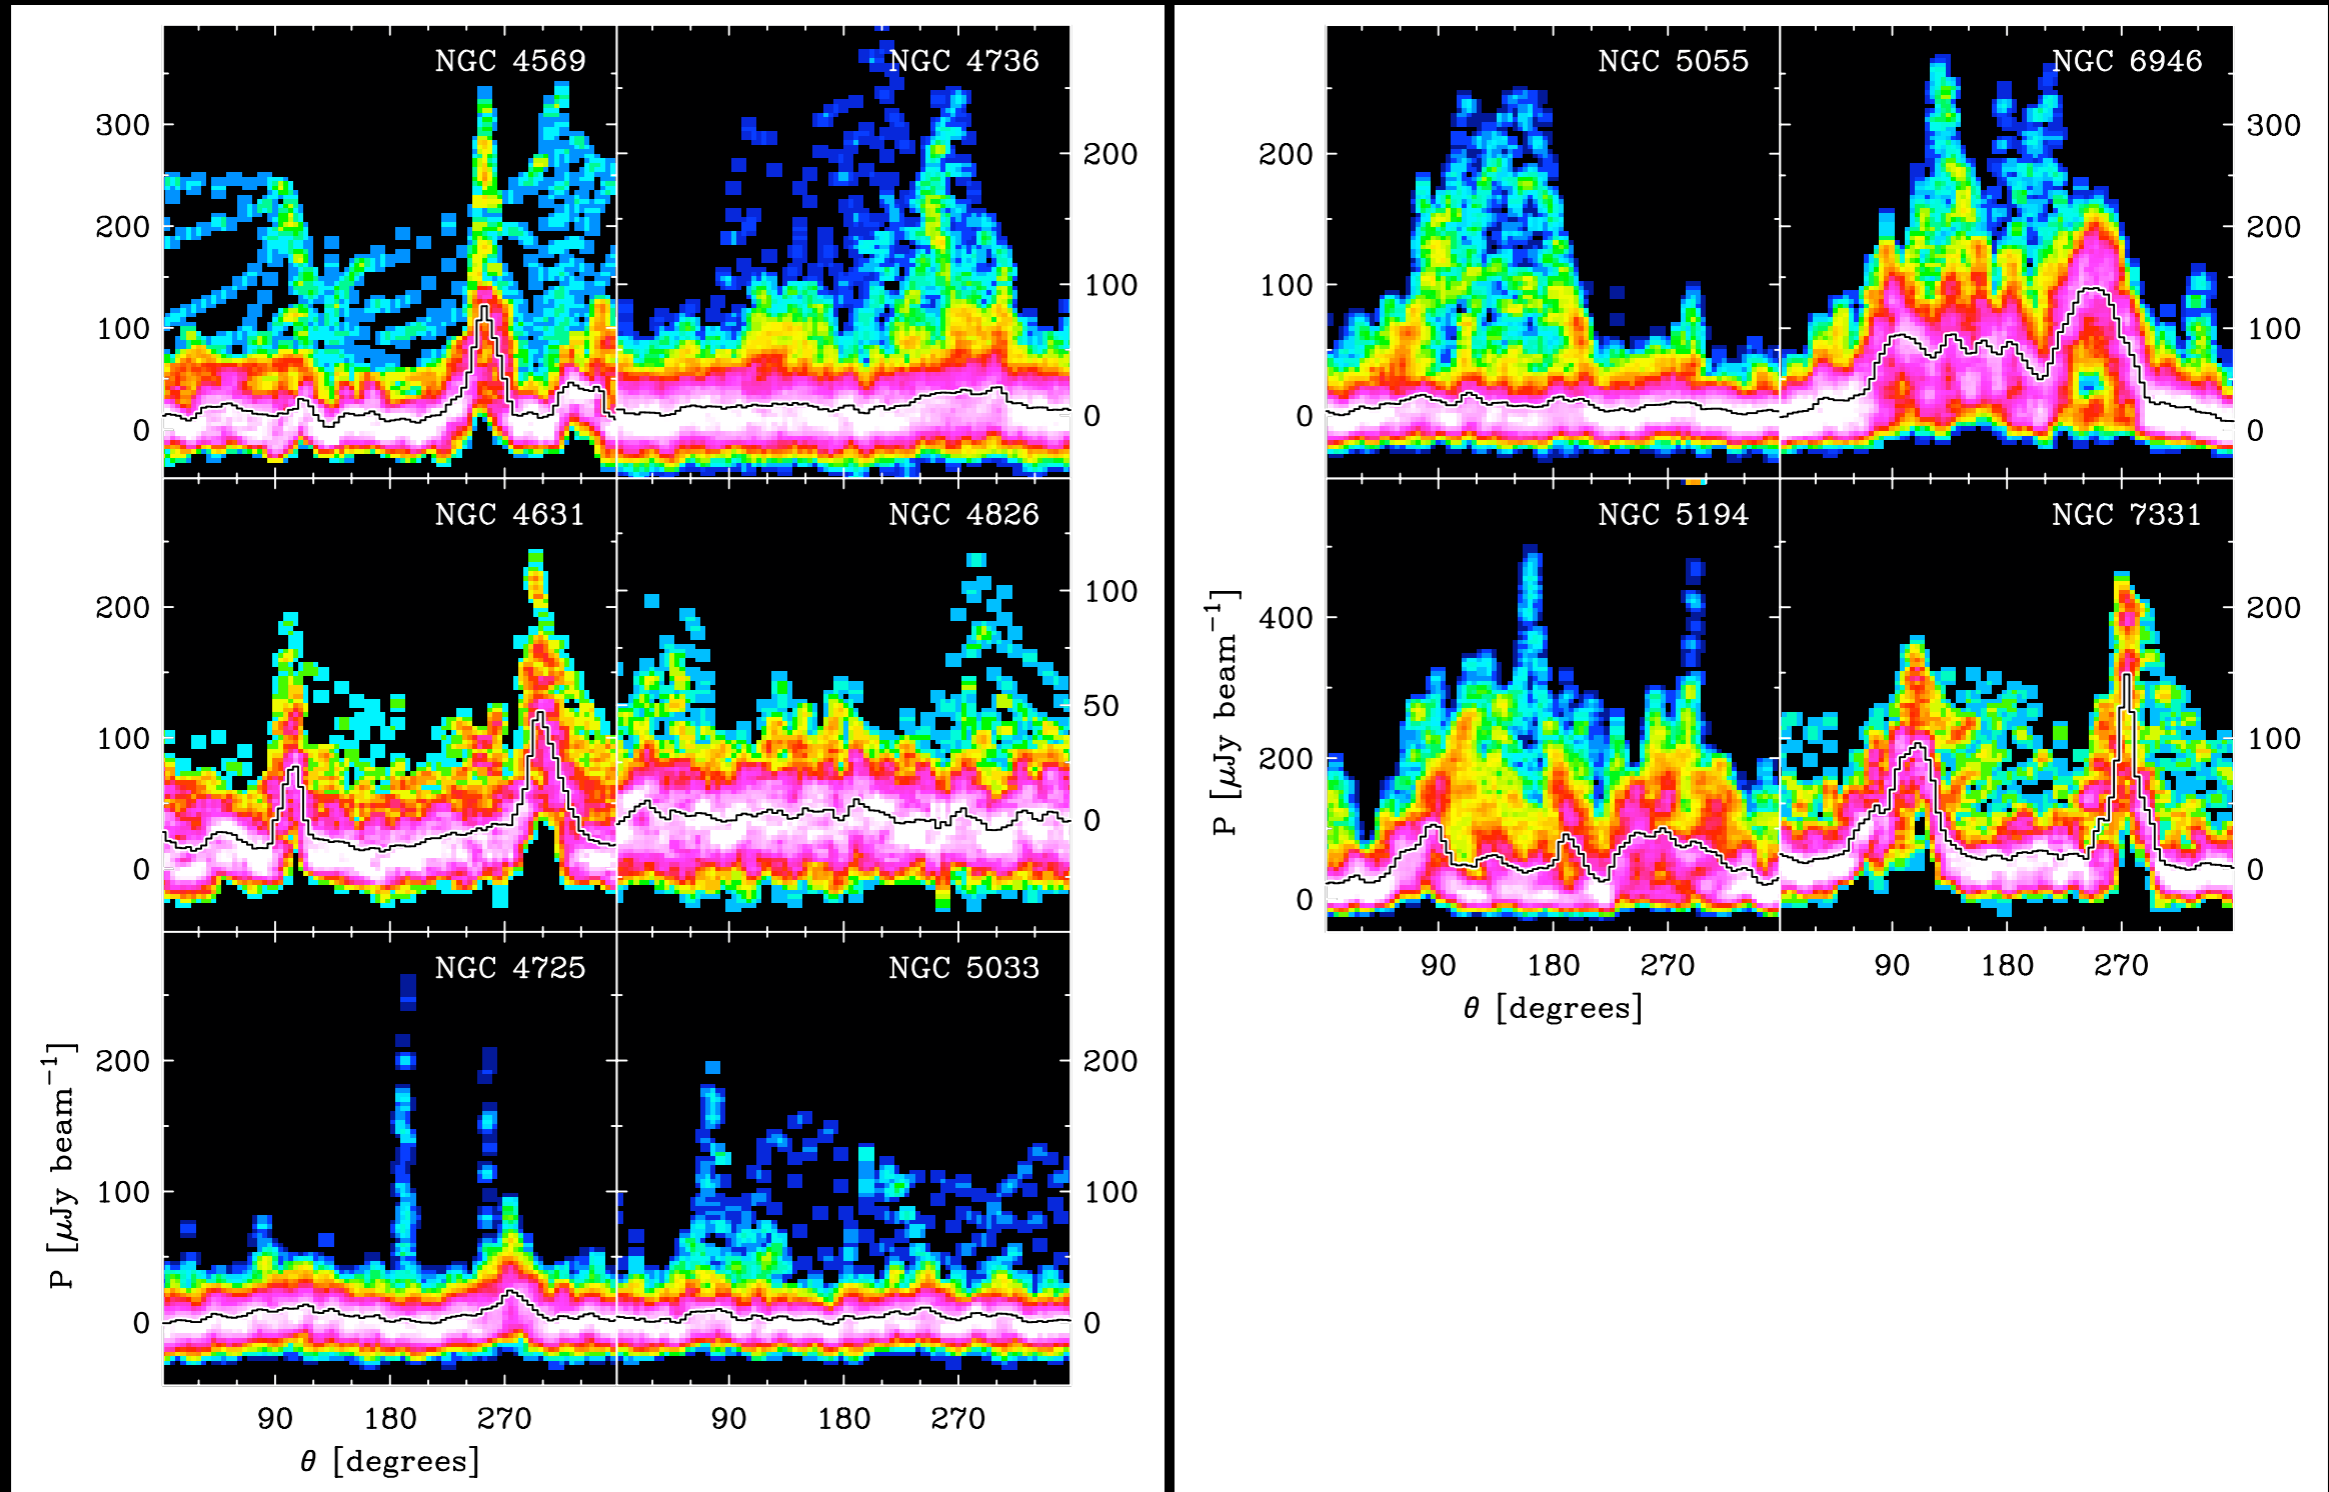 NGC 4569
NGC 4736
300
200
100
0
200
100
0
NGC 4631
NGC 4826
200
100
0
100
50
0
NGC 4725
NGC 5033
P [μJy beam⁻¹]
200
100
0
200
100
0
90 180 270 90 180 270
θ [degrees]
NGC 5055
NGC 6946
200
100
0
300
200
100
0
NGC 5194
NGC 7331
P [μJy beam⁻¹]
400
200
0
200
100
0
90 180 270 90 180 270
θ [degrees]